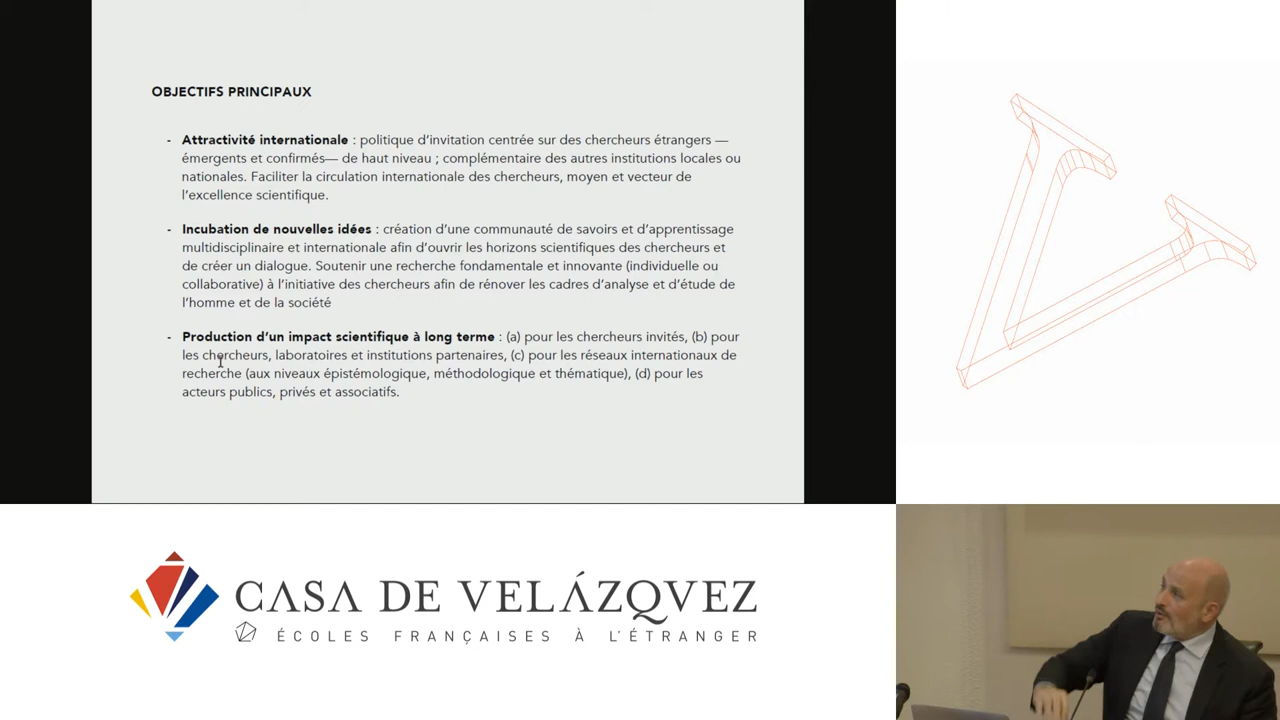 OBJECTIFS PRINCIPAUX
- Attractivité internationale : politique d'invitation centrée sur des chercheurs étrangers —
émergents et confirmés— de haut niveau ; complémentaire des autres institutions locales ou
nationales. Faciliter la circulation internationale des chercheurs, moyen et vecteur de
l'excellence scientifique.
- Incubation de nouvelles idées : création d'une communauté de savoirs et d'apprentissage
multidisciplinaire et internationale afin d'ouvrir les horizons scientifiques des chercheurs et
de créer un dialogue. Soutenir une recherche fondamentale et innovante (individuelle ou
collaborative) à l'initiative des chercheurs afin de rénover les cadres d'analyse et d'étude de
l'homme et de la société
- Production d'un impact scientifique à long terme : (a) pour les chercheurs invités, (b) pour
les chercheurs, laboratoires et institutions partenaires, (c) pour les réseaux internationaux de
recherche (aux niveaux épistémologique, méthodologique et thématique), (d) pour les
acteurs publics, privés et associatifs.
CASA DE VELÁZQVEZ
ÉCOLES FRANÇAISES À L'ÉTRANGER